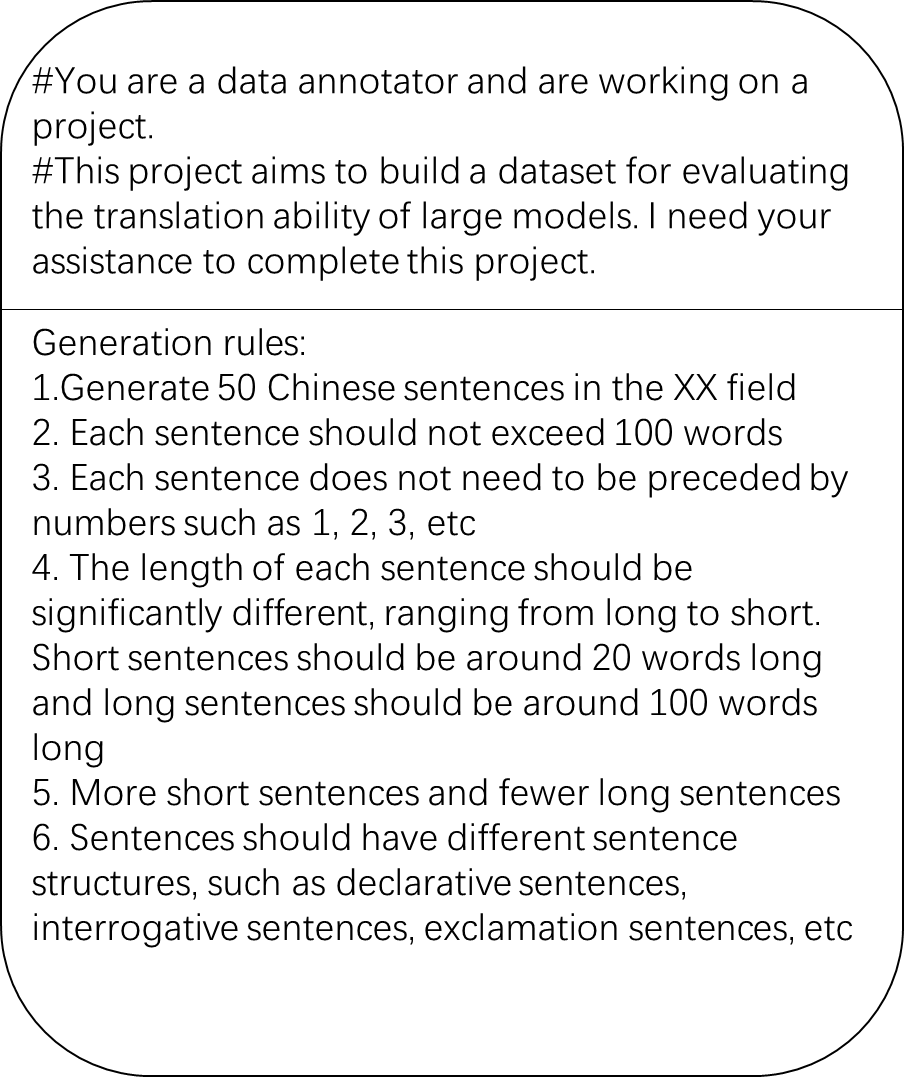 #You are a data annotator and are working on a
project.
#This project aims to build a dataset for evaluating
the translation ability of large models. I need your
assistance to complete this project.
Generation rules:
1.Generate 50 Chinese sentences in the XX field
2. Each sentence should not exceed 100 words
3. Each sentence does not need to be preceded by
numbers such as 1, 2, 3, etc
4. The length of each sentence should be
significantly different, ranging from long to short.
Short sentences should be around 20 words long
and long sentences should be around 100 words
long
5. More short sentences and fewer long sentences
6. Sentences should have different sentence
structures, such as declarative sentences,
interrogative sentences, exclamation sentences, etc